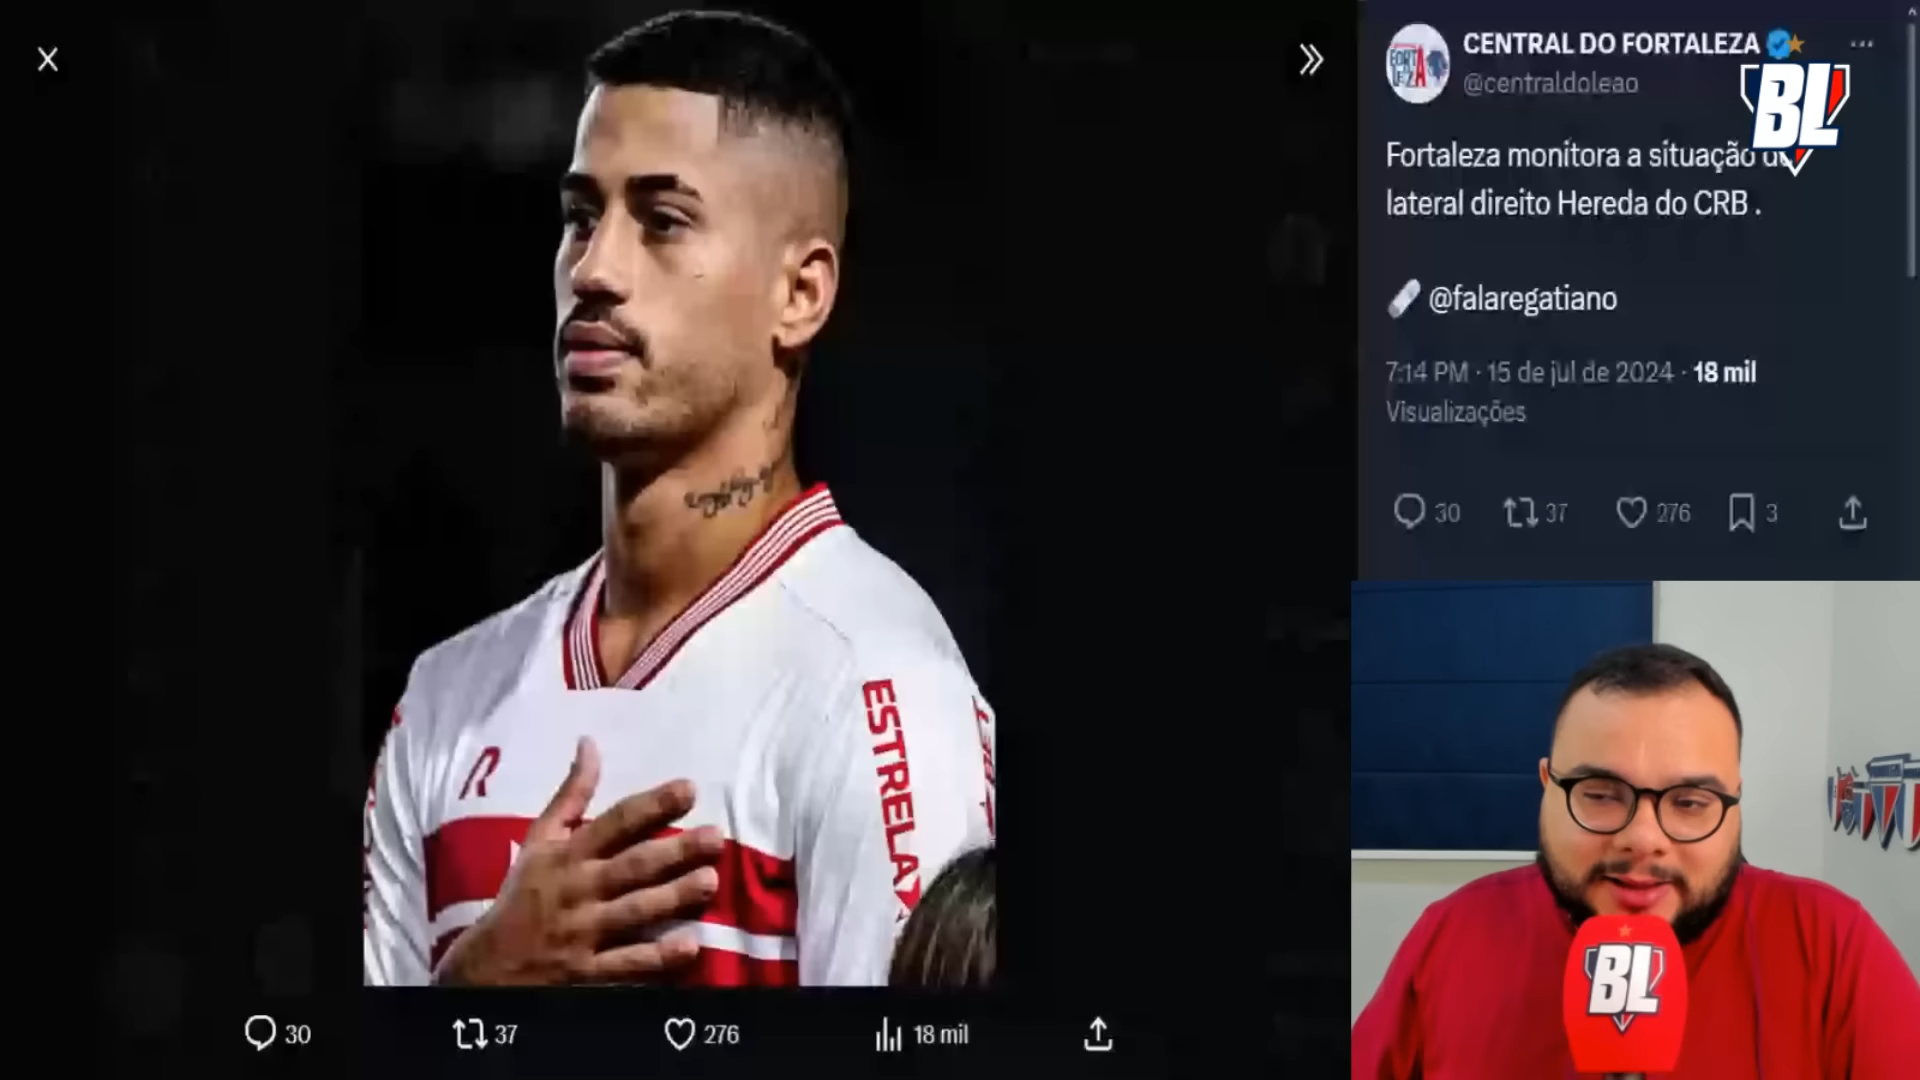 CENTRAL DO FORTALEZA
@centraldoleao
BL
Fortaleza monitora a situação
lateral direito Hereda do CRB .
@falaregatiano
7:14 PM · 15 de jul de 2024 · 18 mil
Visualizações
30 37 276 3
ESTRELA
R
BL
30 37 276 18 mil